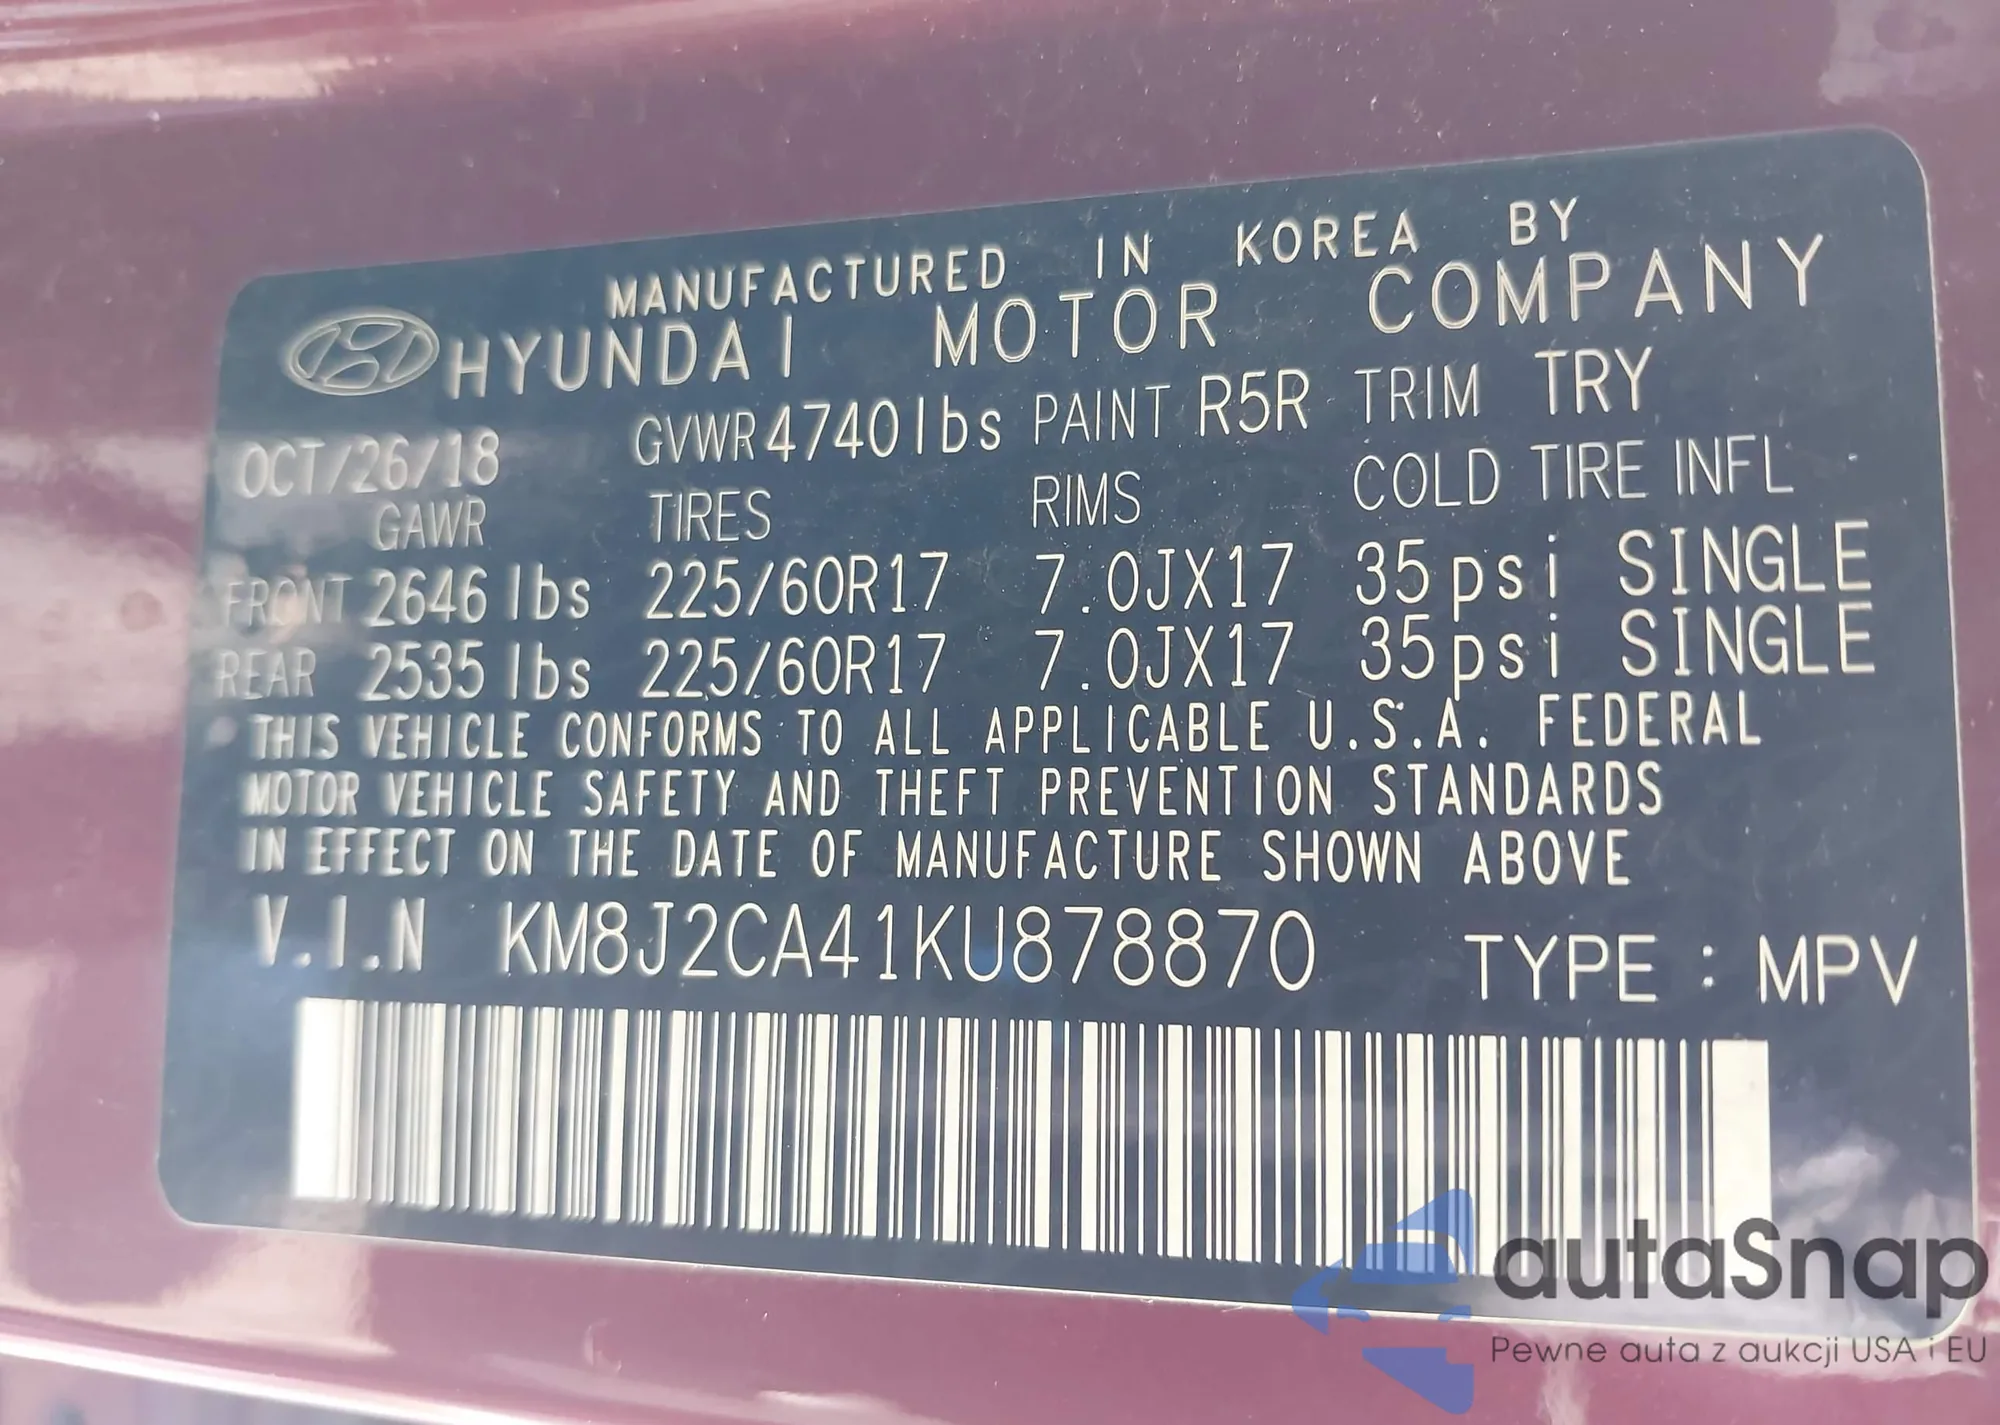 MANUFACTURED IN KOREA BY
HYUNDAI MOTOR COMPANY
OCT/26/18 GVWR 4740lbs PAINT R5R TRIM TRY
GAWR TIRES RIMS COLD TIRE INFL
FRONT 2646 lbs 225/60R17 7.0JX17 35psi SINGLE
REAR 2535 lbs 225/60R17 7.0JX17 35psi SINGLE
THIS VEHICLE CONFORMS TO ALL APPLICABLE U.S.A. FEDERAL
MOTOR VEHICLE SAFETY AND THEFT PREVENTION STANDARDS
IN EFFECT ON THE DATE OF MANUFACTURE SHOWN ABOVE
V.I.N KM8J2CA41KU878870 TYPE : MPV
autaSnap
Pewne auta z aukcji USA i EU